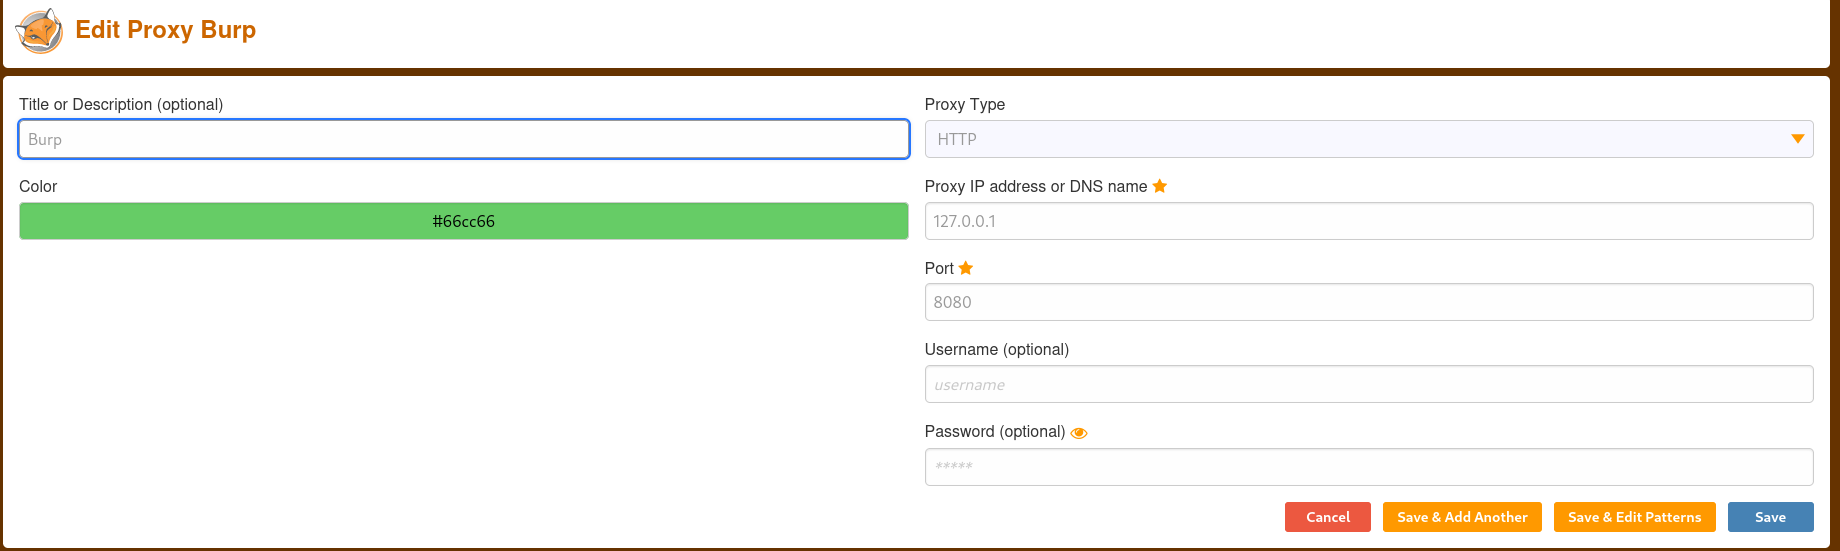 Edit Proxy Burp
Title or Description (optional)
Burp
Color
#66cc66
Proxy Type
HTTP
Proxy IP address or DNS name
127.0.0.1
Port
8080
Username (optional)
username
Password (optional)
*****
Cancel
Save & Add Another
Save & Edit Patterns
Save